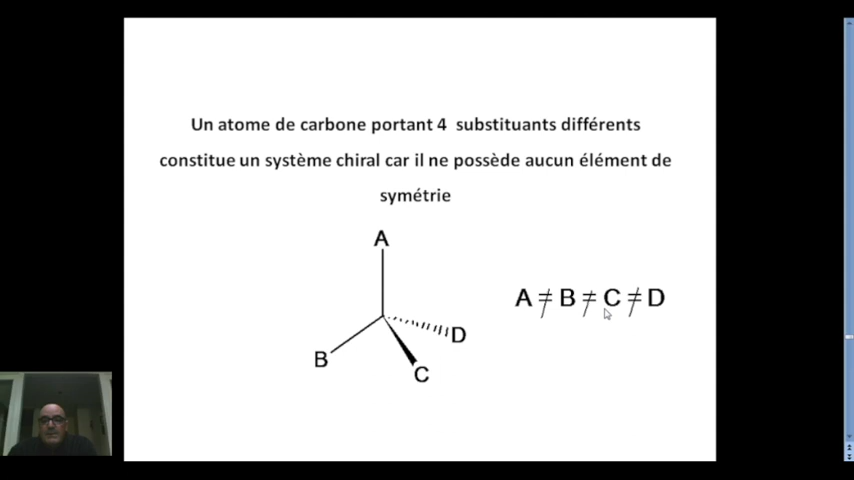 Un atome de carbone portant 4 substituants différents
constitue un système chiral car il ne possède aucun élément de
symétrie
A
A ≠ B ≠ C ≠ D
D
B
C